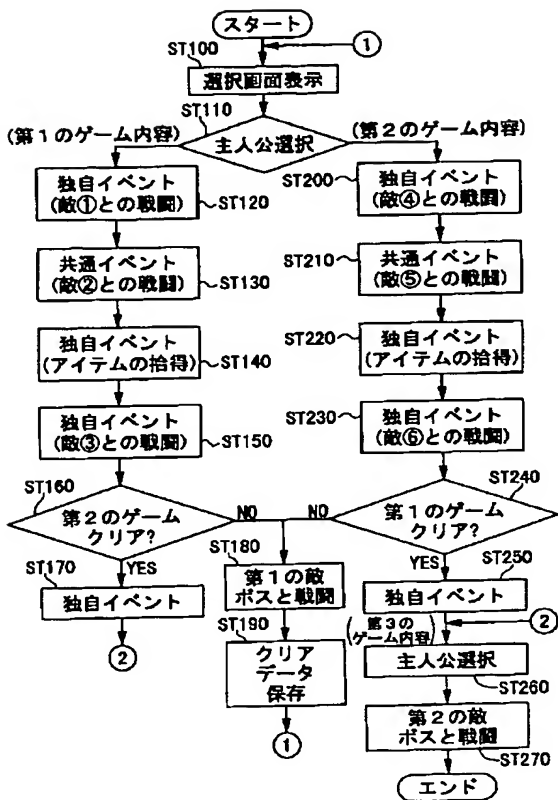 スタート
①
ST100
選択画面表示
ST110
(第1のゲーム内容)
主人公選択
(第2のゲーム内容)
独自イベント
(敵①との戦闘)
ST120
共通イベント
(敵②との戦闘)
ST130
独自イベント
(アイテムの拾得)
ST140
独自イベント
(敵③との戦闘)
ST150
ST160
第2のゲーム
クリア?
NO
YES
ST170
独自イベント
②
ST180
第1の敵
ボスと戦闘
ST190
クリア
データ
保存
①
ST200
独自イベント
(敵④との戦闘)
ST210
共通イベント
(敵⑤との戦闘)
ST220
独自イベント
(アイテムの拾得)
ST230
独自イベント
(敵⑥との戦闘)
ST240
第1のゲーム
クリア?
NO
YES
ST250
独自イベント
(第3の
ゲーム内容)
②
主人公選択
ST260
第2の敵
ボスと戦闘
ST270
エンド